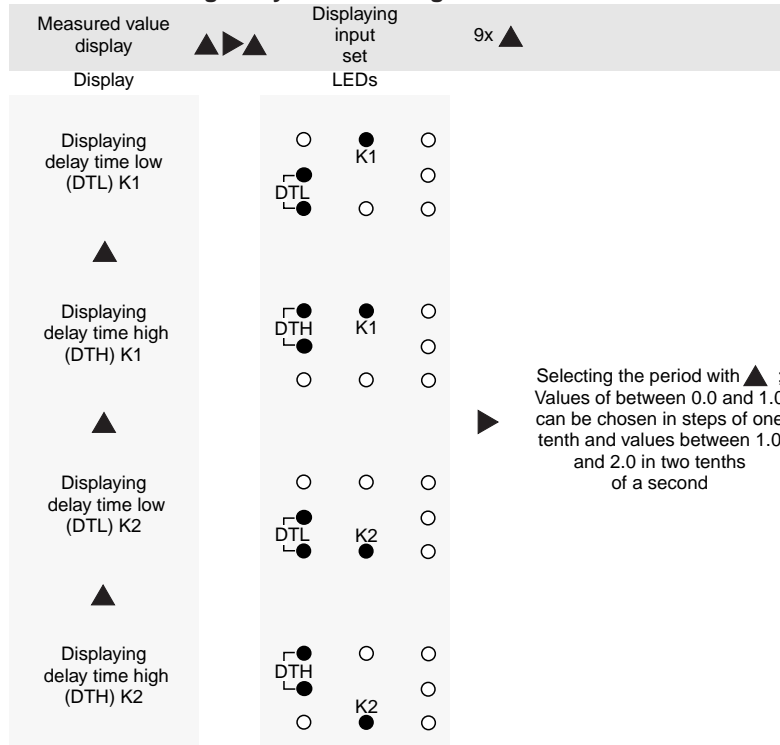 Measured value
display
Displaying
input
set
9x
Display
LEDs
Displaying
delay time low
(DTL) K1
K1
DTL
Displaying
delay time high
(DTH) K1
DTH K1
Selecting the period with ;
Values of between 0.0 and 1.0
can be chosen in steps of one
tenth and values between 1.0
and 2.0 in two tenths
of a second
Displaying
delay time low
(DTL) K2
DTL K2
Displaying
delay time high
(DTH) K2
DTH
K2